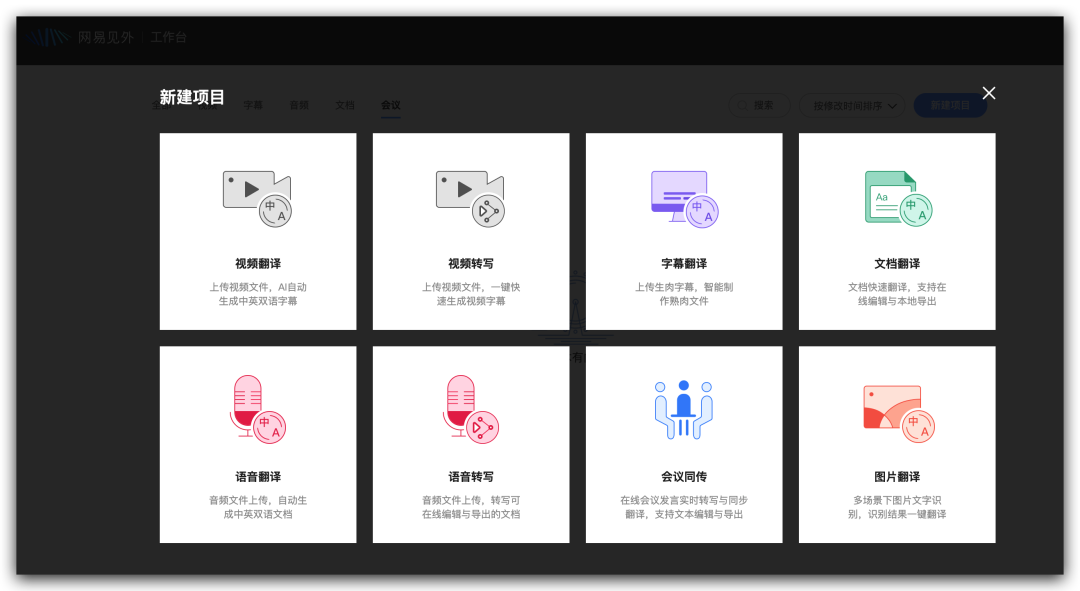 网易见外 工作台
新建项目
字幕 音频 文档 会议 搜索 按修改时间排序 新建项目
中 A
中 A
Aa 中 A
视频翻译 视频转写 字幕翻译 文档翻译
上传视频文件，AI自动 上传视频文件，一键快 上传生肉字幕，智能制 文档快速翻译，支持在
生成中英双语字幕 速生成视频字幕 作熟肉文件 线编辑与本地导出
有
中 A
中 A
语音翻译 语音转写 会议同传 图片翻译
音频文件上传，自动生 音频文件上传，转写可 在线会议发言实时转写与同步 多场景下图片文字识
成中英双语文档 在线编辑与导出的文档 翻译，支持文本编辑与导出 别，识别结果一键翻译